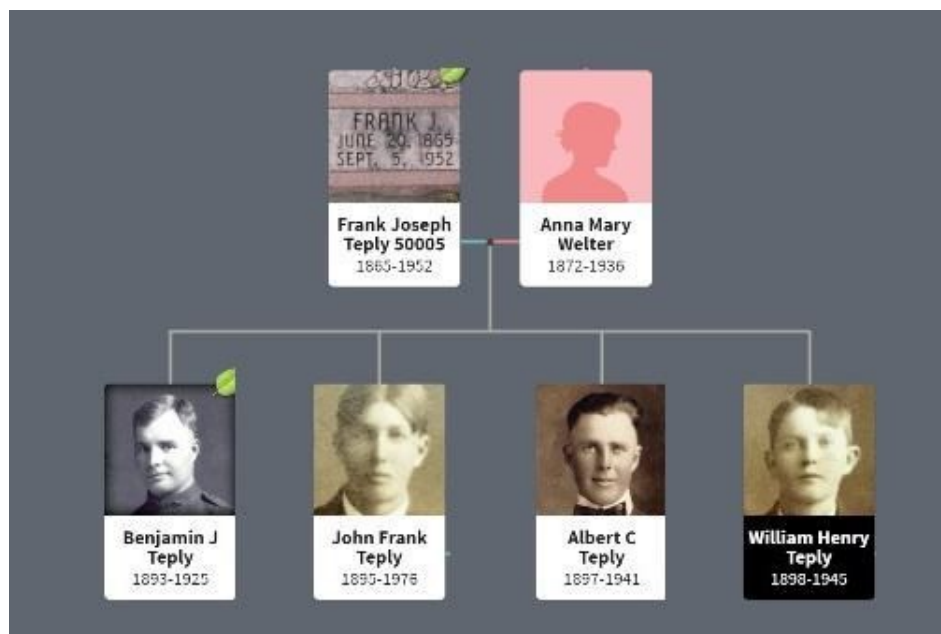 FRANK J.
JUNE 20, 1865
SEPT. 5, 1952
Frank Joseph
Teply 50005
1865-1952
Anna Mary
Welter
1872-1936
Benjamin J
Teply
1893-1925
John Frank
Teply
1895-1976
Albert C
Teply
1897-1941
William Henry
Teply
1898-1945